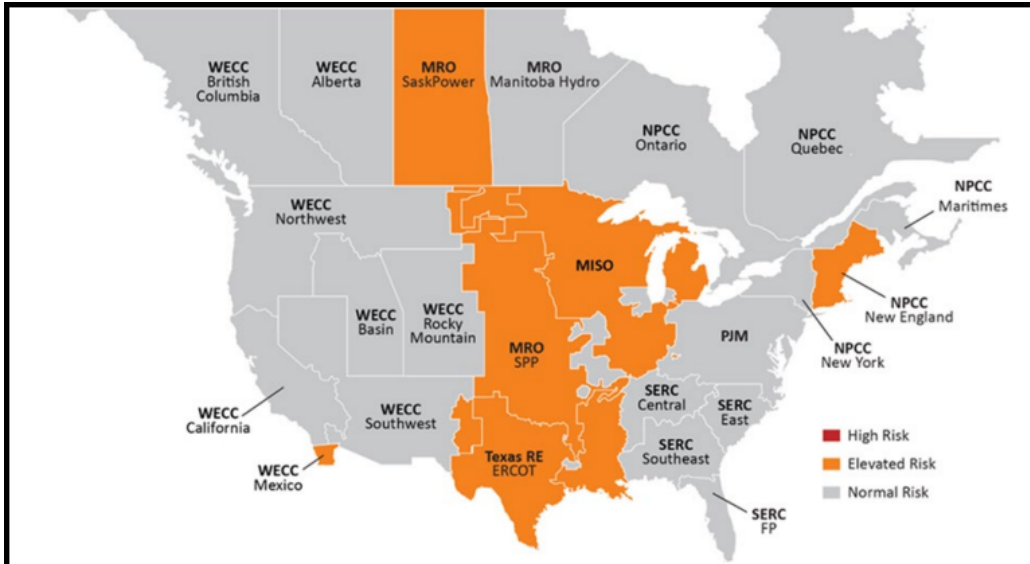 WECC
British
Columbia
WECC
Alberta
MRO
SaskPower
MRO
Manitoba Hydro
NPCC
Ontario
NPCC
Quebec
NPCC
Maritimes
WECC
Northwest
MISO
NPCC
New England
WECC
Basin
WECC
Rocky
Mountain
PJM
NPCC
New York
MRO
SPP
WECC
California
WECC
Southwest
SERC
Central
SERC
East
WECC
Mexico
Texas RE
ERCOT
SERC
Southeast
SERC
FP
High Risk
Elevated Risk
Normal Risk